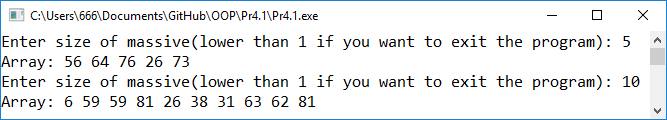 C:\Users\666\Documents\GitHub\OOP\Pr4.1\Pr4.1.exe
Enter size of massive(lower than 1 if you want to exit the program): 5
Array: 56 64 76 26 73
Enter size of massive(lower than 1 if you want to exit the program): 10
Array: 6 59 59 81 26 38 31 63 62 81